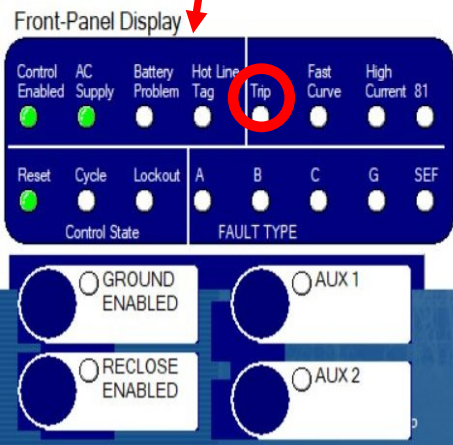 Front-Panel Display
Control Enabled
AC Supply
Battery Problem
Hot Line Tag
Trip
Fast Curve
High Current
81
Reset
Cycle
Lockout
A
B
C
G
SEF
Control State
FAULT TYPE
GROUND ENABLED
AUX 1
RECLOSE ENABLED
AUX 2